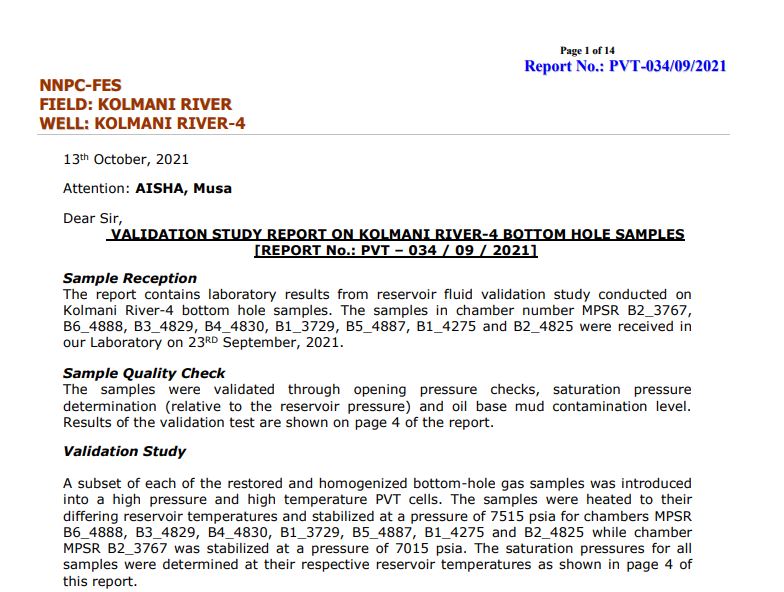 Page 1 of 14
Report No.: PVT-034/09/2021
NNPC-FES
FIELD: KOLMANI RIVER
WELL: KOLMANI RIVER-4
13th October, 2021
Attention: AISHA, Musa
Dear Sir,
VALIDATION STUDY REPORT ON KOLMANI RIVER-4 BOTTOM HOLE SAMPLES
[REPORT No.: PVT – 034 / 09 / 2021]
Sample Reception
The report contains laboratory results from reservoir fluid validation study conducted on
Kolmani River-4 bottom hole samples. The samples in chamber number MPSR B2_3767,
B6_4888, B3_4829, B4_4830, B1_3729, B5_4887, B1_4275 and B2_4825 were received in
our Laboratory on 23RD September, 2021.
Sample Quality Check
The samples were validated through opening pressure checks, saturation pressure
determination (relative to the reservoir pressure) and oil base mud contamination level.
Results of the validation test are shown on page 4 of the report.
Validation Study
A subset of each of the restored and homogenized bottom-hole gas samples was introduced
into a high pressure and high temperature PVT cells. The samples were heated to their
differing reservoir temperatures and stabilized at a pressure of 7515 psia for chambers MPSR
B6_4888, B3_4829, B4_4830, B1_3729, B5_4887, B1_4275 and B2_4825 while chamber
MPSR B2_3767 was stabilized at a pressure of 7015 psia. The saturation pressures for all
samples were determined at their respective reservoir temperatures as shown in page 4 of
this report.